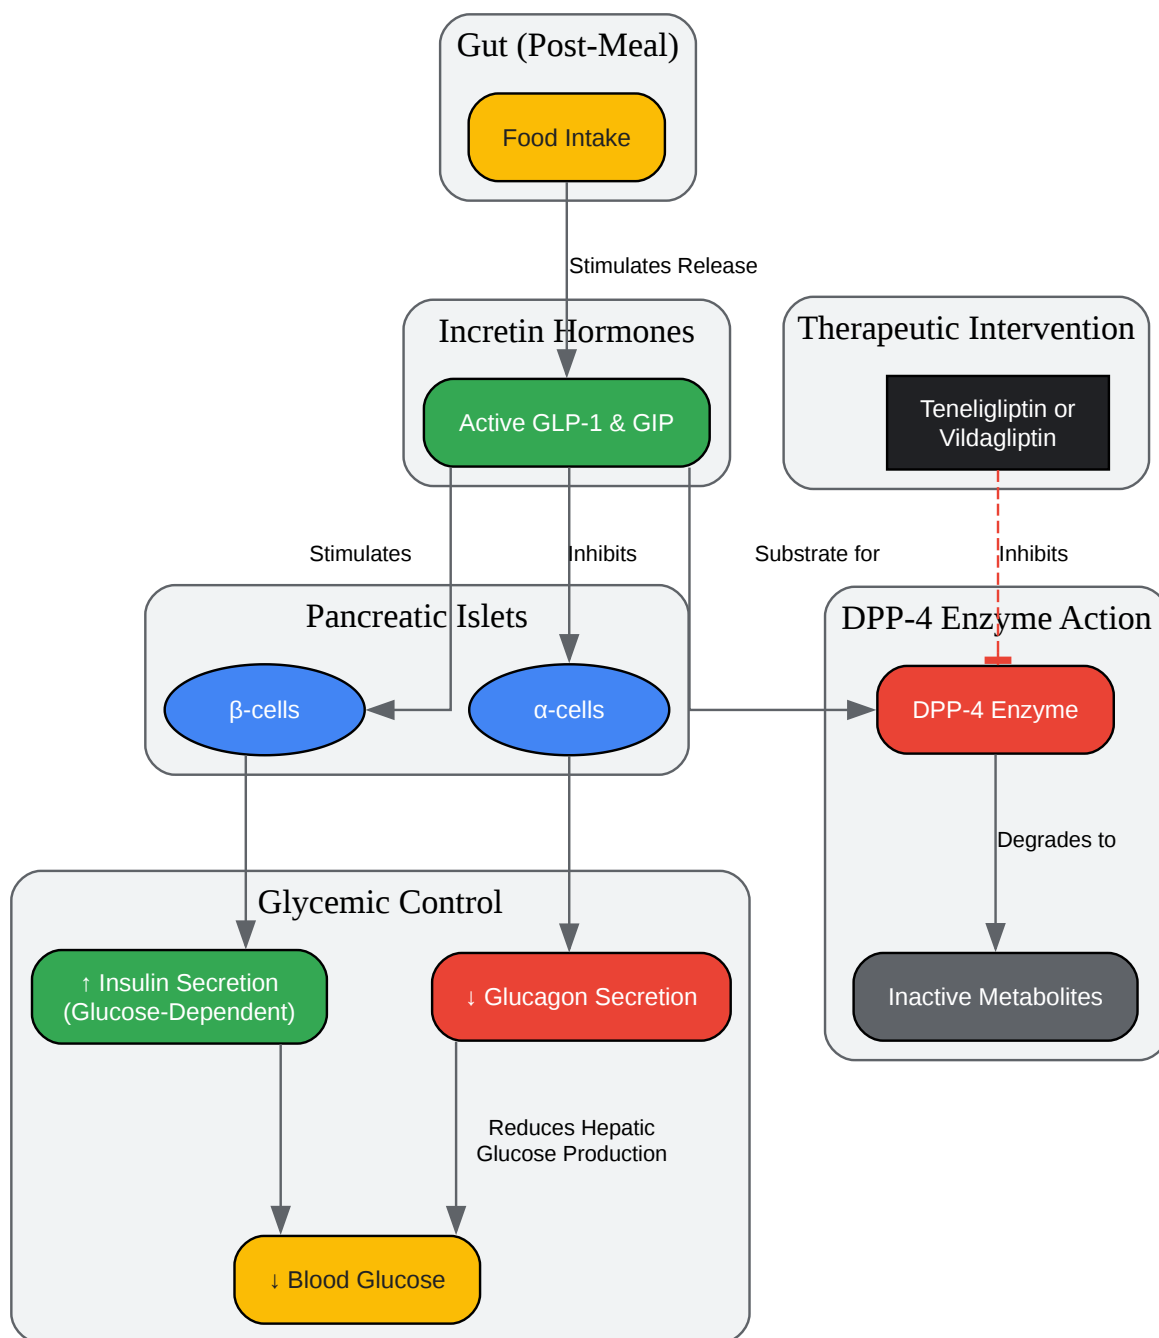 Gut (Post-Meal)
Food Intake
Stimulates Release
Incretin Hormones
Active GLP-1 & GIP
Therapeutic Intervention
Teneligliptin or
Vildagliptin
Stimulates
Inhibits
Substrate for
Inhibits
Pancreatic Islets
β-cells
α-cells
DPP-4 Enzyme Action
DPP-4 Enzyme
Degrades to
Inactive Metabolites
Glycemic Control
↑ Insulin Secretion
(Glucose-Dependent)
↓ Glucagon Secretion
Reduces Hepatic
Glucose Production
↓ Blood Glucose